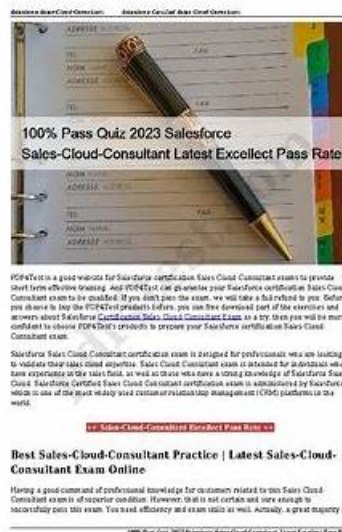 100% Pass Quiz 2023 Salesforce
Sales-Cloud-Consultant Latest Excellect Pass Rate
PDF4Test is a good website for Salesforce certification Sales Cloud Consultant exams to provide
short term effective training. And PDF4Test can guarantee your Salesforce certification Sales Clou
Consultant exam to be qualified. If you don't pass the exam, we will take a full refund to you. Befor
you choose to buy the PDF4Test products before, you can free download part of the exercises and
answers about Salesforce Certification Sales Cloud Consultant Exam as a try, then you will be mor
confident to choose PDF4Test's products to prepare your Salesforce certification Sales Cloud
Consultant exam.
Salesforce Sales Cloud Consultant certification exam is designed for professionals who are looking
to validate their sales cloud expertise. Sales Cloud Consultant exam is intended for individuals who
have experience in the sales field, as well as those who have a strong knowledge of Salesforce Sale
Cloud. Salesforce Certified Sales Cloud Consultant certification exam is administered by Salesforce
which is one of the most widely used customer relationship management (CRM) platforms in the
world.
>> Sales-Cloud-Consultant Excellect Pass Rate <<
Best Sales-Cloud-Consultant Practice | Latest Sales-Cloud-
Consultant Exam Online
Having a good command of professional knowledge for customers related to this Sales Cloud
Consultant exam is of superior condition. However, that is not certain and sure enough to
successfully pass this exam. You need efficiency and exam skills as well. Actually, a great majority